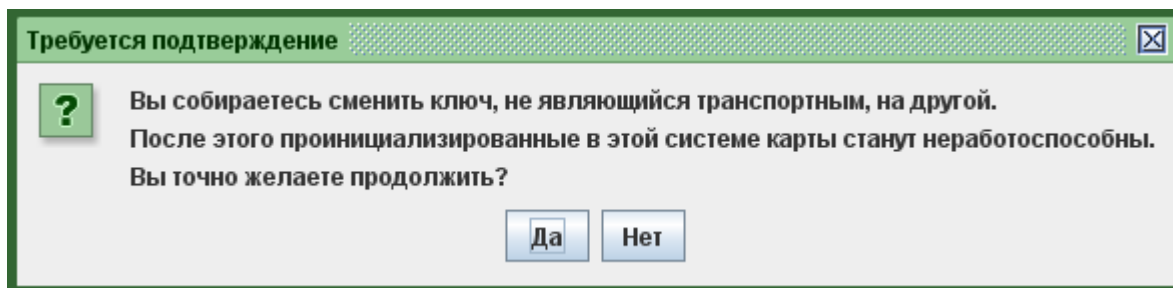 Требуется подтверждение
?
Вы собираетесь сменить ключ, не являющийся транспортным, на другой.
После этого проинициализированные в этой системе карты станут неработоспособны.
Вы точно желаете продолжить?
Да Нет